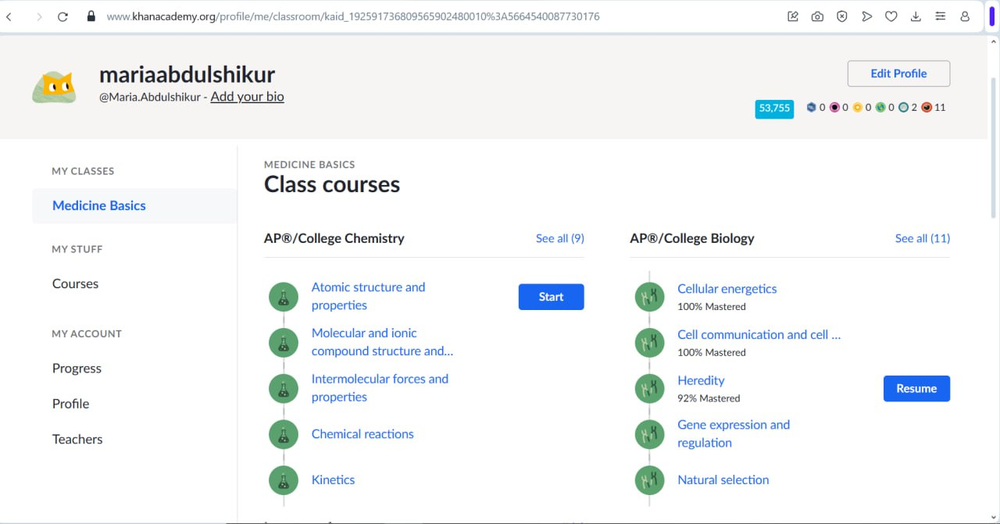 www.khanacademy.org/profile/me/classroom/kaid_192591736809565902480010%3A5664540087730176
mariaabdulshikur
@Maria.Abdulshikur - Add your bio
Edit Profile
53,755 0 0 0 0 2 11
MY CLASSES
Medicine Basics
MY STUFF
Courses
MY ACCOUNT
Progress
Profile
Teachers
MEDICINE BASICS
Class courses
AP®/College Chemistry See all (9)
Atomic structure and
properties
Start
Molecular and ionic
compound structure and...
Intermolecular forces and
properties
Chemical reactions
Kinetics
AP®/College Biology See all (11)
Cellular energetics
100% Mastered
Cell communication and cell ...
100% Mastered
Heredity
92% Mastered
Resume
Gene expression and
regulation
Natural selection